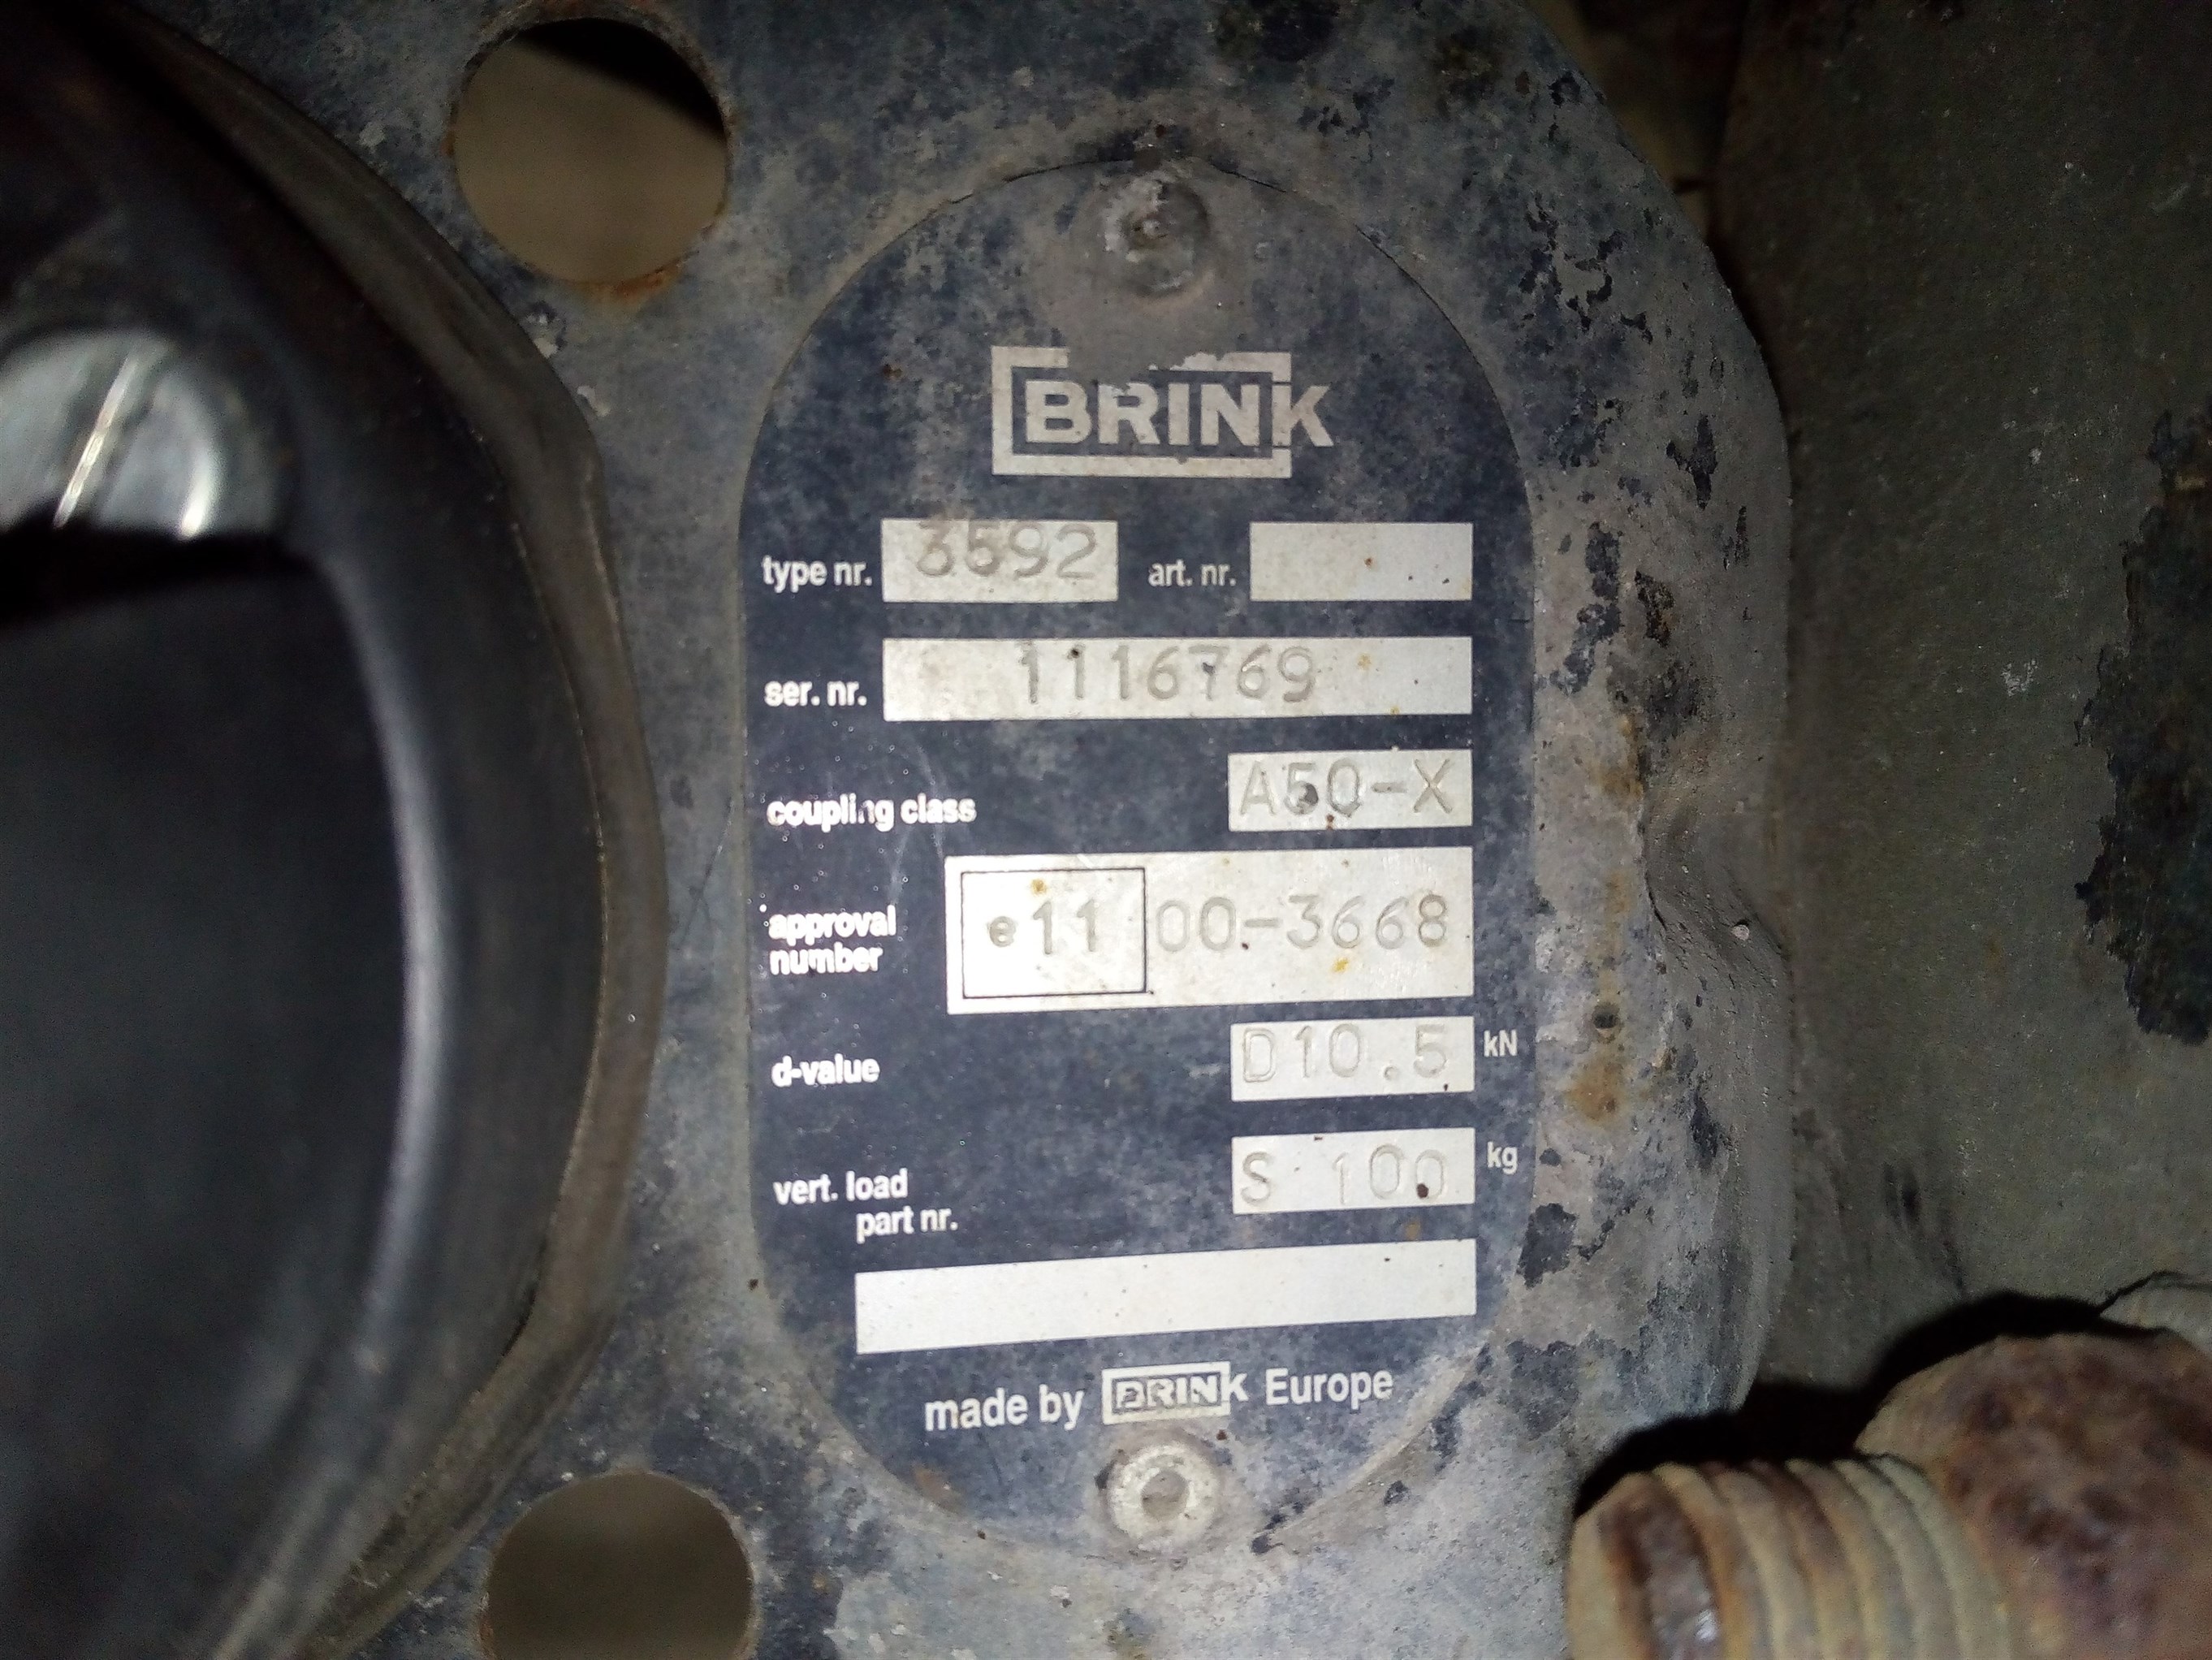 BRINK
type nr. 3592 art. nr.
ser. nr. 1116769
coupling class A50-X
approval number e11 00-3668
d-value D10.5 kN
vert. load S 100 kg
part nr.
made by BRINK Europe